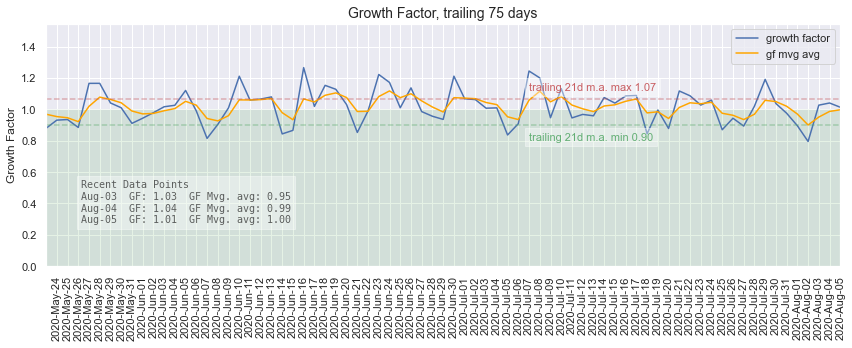 Growth Factor, trailing 75 days
growth factor
gf mvg avg
Growth Factor
1.4
1.2
1.0
0.8
0.6
0.4
0.2
0.0
trailing 21d m.a. max 1.07
trailing 21d m.a. min 0.90
Recent Data Points
Aug-03 GF: 1.03 GF Mvg. avg: 0.95
Aug-04 GF: 1.04 GF Mvg. avg: 0.99
Aug-05 GF: 1.01 GF Mvg. avg: 1.00
2020-May-24
2020-May-25
2020-May-26
2020-May-27
2020-May-28
2020-May-29
2020-May-30
2020-May-31
2020-Jun-01
2020-Jun-02
2020-Jun-03
2020-Jun-04
2020-Jun-05
2020-Jun-06
2020-Jun-07
2020-Jun-08
2020-Jun-09
2020-Jun-10
2020-Jun-11
2020-Jun-12
2020-Jun-13
2020-Jun-14
2020-Jun-15
2020-Jun-16
2020-Jun-17
2020-Jun-18
2020-Jun-19
2020-Jun-20
2020-Jun-21
2020-Jun-22
2020-Jun-23
2020-Jun-24
2020-Jun-25
2020-Jun-26
2020-Jun-27
2020-Jun-28
2020-Jun-29
2020-Jun-30
2020-Jul-01
2020-Jul-02
2020-Jul-03
2020-Jul-04
2020-Jul-05
2020-Jul-06
2020-Jul-07
2020-Jul-08
2020-Jul-09
2020-Jul-10
2020-Jul-11
2020-Jul-12
2020-Jul-13
2020-Jul-14
2020-Jul-15
2020-Jul-16
2020-Jul-17
2020-Jul-18
2020-Jul-19
2020-Jul-20
2020-Jul-21
2020-Jul-22
2020-Jul-23
2020-Jul-24
2020-Jul-25
2020-Jul-26
2020-Jul-27
2020-Jul-28
2020-Jul-29
2020-Jul-30
2020-Jul-31
2020-Aug-01
2020-Aug-02
2020-Aug-03
2020-Aug-04
2020-Aug-05